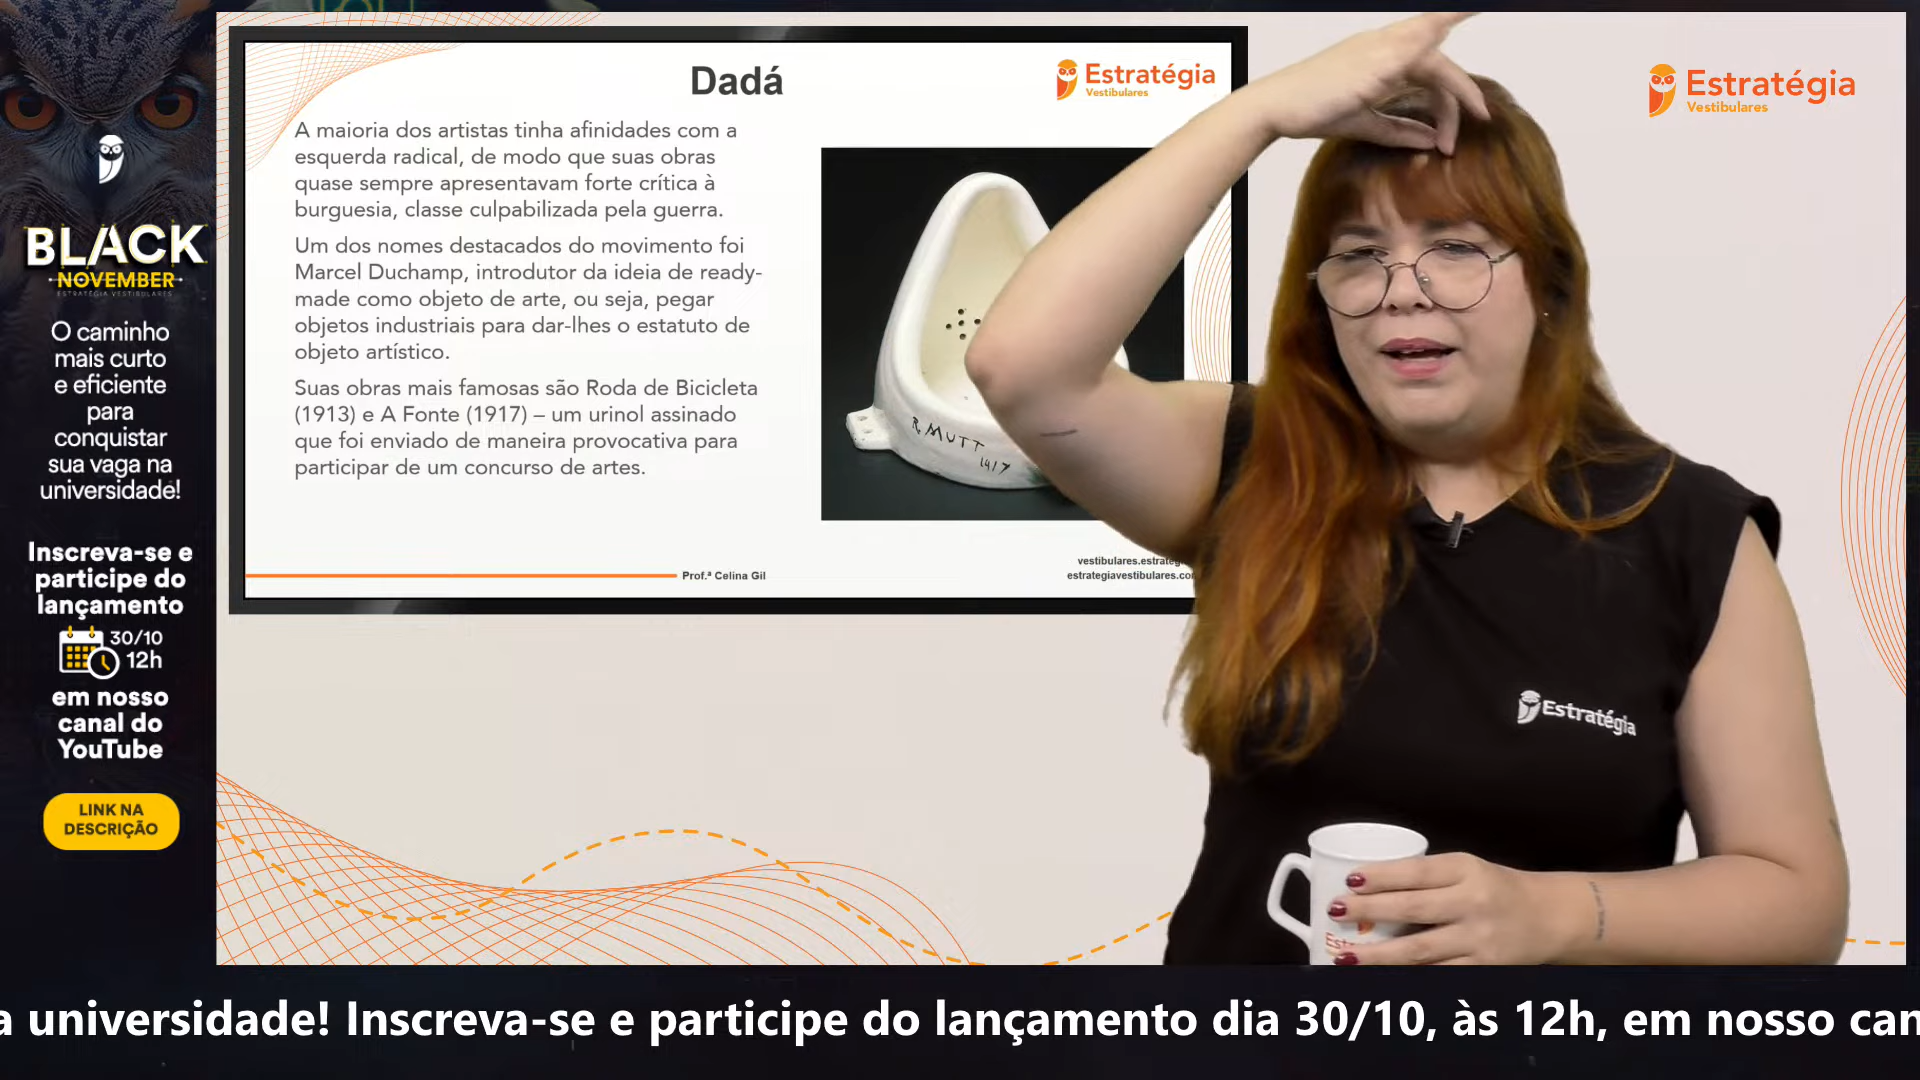 BLACK
NOVEMBER
ESTRATÉGIA VESTIBULARES
O caminho
mais curto
e eficiente
para
conquistar
sua vaga na
universidade!
Inscreva-se e
participe do
lançamento
30/10
12h
em nosso
canal do
YouTube
LINK NA
DESCRIÇÃO
Dadá
Estratégia
Vestibulares
A maioria dos artistas tinha afinidades com a
esquerda radical, de modo que suas obras
quase sempre apresentavam forte crítica à
burguesia, classe culpabilizada pela guerra.
Um dos nomes destacados do movimento foi
Marcel Duchamp, introdutor da ideia de ready-
made como objeto de arte, ou seja, pegar
objetos industriais para dar-lhes o estatuto de
objeto artístico.
Suas obras mais famosas são Roda de Bicicleta
(1913) e A Fonte (1917) – um urinol assinado
que foi enviado de maneira provocativa para
participar de um concurso de artes.
R. MUTT
1917
Prof.ª Celina Gil
vestibulares.estrateg
estrategiavestibulares.co
Estratégia
Vestibulares
Estratégia
Est
a universidade! Inscreva-se e participe do lançamento dia 30/10, às 12h, em nosso can